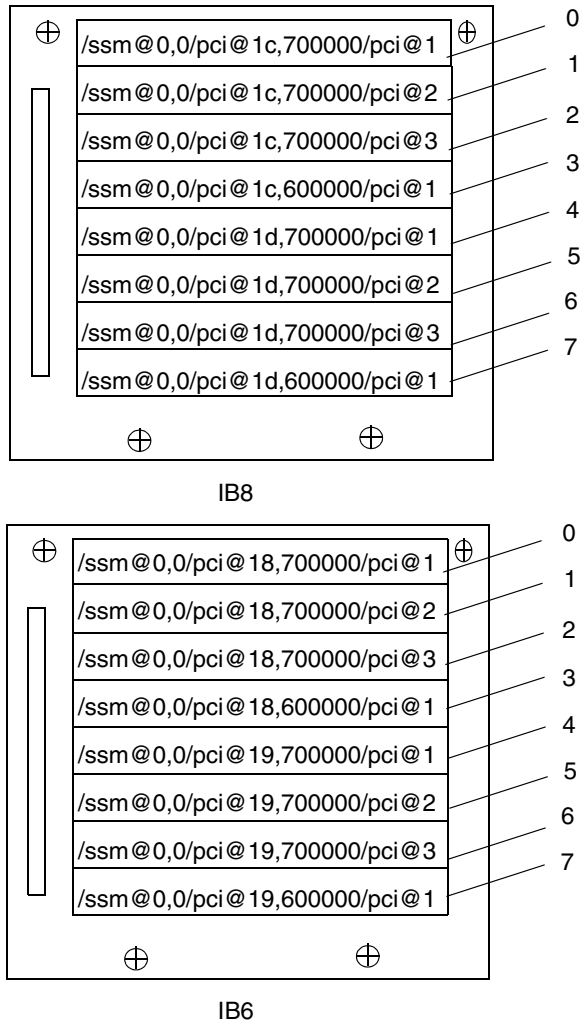 /ssm@0,0/pci@1c,700000/pci@1 0
/ssm@0,0/pci@1c,700000/pci@2 1
/ssm@0,0/pci@1c,700000/pci@3 2
/ssm@0,0/pci@1c,600000/pci@1 3
/ssm@0,0/pci@1d,700000/pci@1 4
/ssm@0,0/pci@1d,700000/pci@2 5
/ssm@0,0/pci@1d,700000/pci@3 6
/ssm@0,0/pci@1d,600000/pci@1 7
IB8
/ssm@0,0/pci@18,700000/pci@1 0
/ssm@0,0/pci@18,700000/pci@2 1
/ssm@0,0/pci@18,700000/pci@3 2
/ssm@0,0/pci@18,600000/pci@1 3
/ssm@0,0/pci@19,700000/pci@1 4
/ssm@0,0/pci@19,700000/pci@2 5
/ssm@0,0/pci@19,700000/pci@3 6
/ssm@0,0/pci@19,600000/pci@1 7
IB6